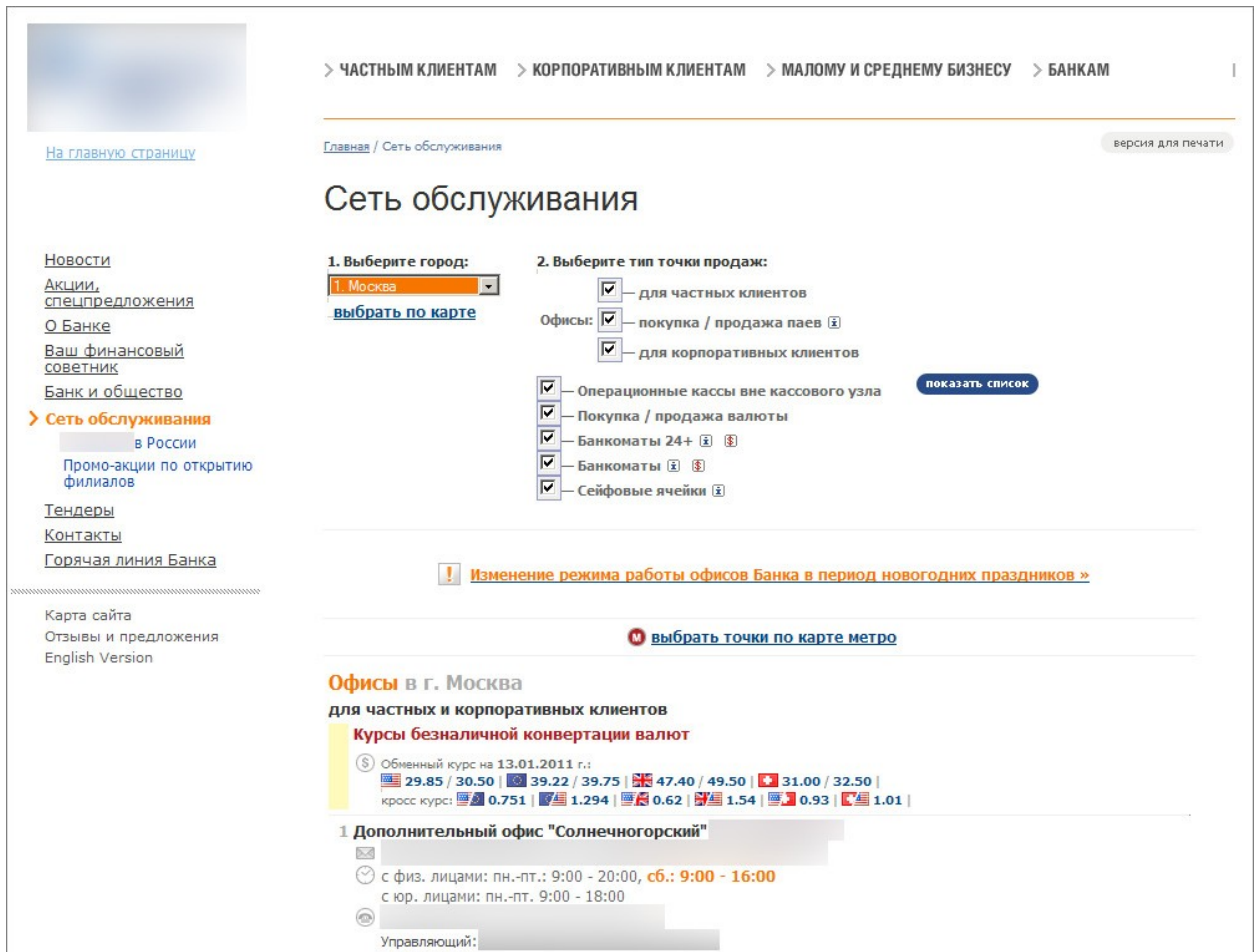 > ЧАСТНЫМ КЛИЕНТАМ > КОРПОРАТИВНЫМ КЛИЕНТАМ > МАЛОМУ И СРЕДНЕМУ БИЗНЕСУ > БАНКАМ |
На главную страницу
Главная / Сеть обслуживания
версия для печати
Сеть обслуживания
Новости
Акции,
спецпредложения
О Банке
Ваш финансовый
советник
Банк и общество
Сеть обслуживания
в России
Промо-акции по открытию
филиалов
Тендеры
Контакты
Горячая линия Банка
Карта сайта
Отзывы и предложения
English Version
1. Выберите город:
1. Москва
выбрать по карте
2. Выберите тип точки продаж:
— для частных клиентов
Офисы: — покупка / продажа паев
— для корпоративных клиентов
— Операционные кассы вне кассового узла
показать список
— Покупка / продажа валюты
— Банкоматы 24+ $
— Банкоматы $
— Сейфовые ячейки
! Изменение режима работы офисов Банка в период новогодних праздников »
М выбрать точки по карте метро
Офисы в г. Москва
для частных и корпоративных клиентов
Курсы безналичной конвертации валют
$ Обменный курс на 13.01.2011 г.:
29.85 / 30.50 | 39.22 / 39.75 | 47.40 / 49.50 | 31.00 / 32.50 |
кросс курс: 0.751 | 1.294 | 0.62 | 1.54 | 0.93 | 1.01 |
1 Дополнительный офис "Солнечногорский"
с физ. лицами: пн.-пт.: 9:00 - 20:00, сб.: 9:00 - 16:00
с юр. лицами: пн.-пт. 9:00 - 18:00
Управляющий: